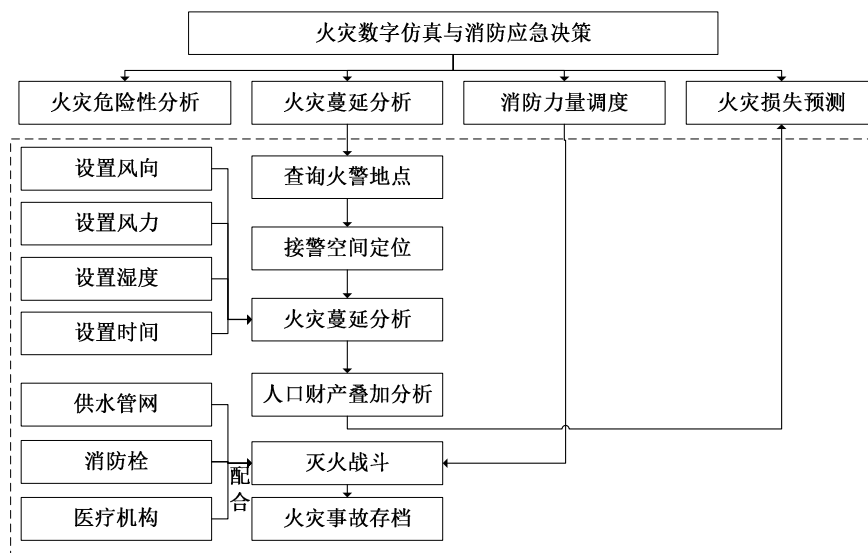 火灾数字仿真与消防应急决策
火灾危险性分析
火灾蔓延分析
消防力量调度
火灾损失预测
设置风向
设置风力
设置湿度
设置时间
查询火警地点
接警空间定位
火灾蔓延分析
人口财产叠加分析
供水管网
消防栓
医疗机构
配合
灭火战斗
火灾事故存档